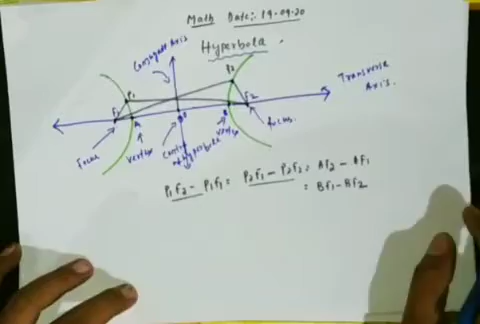 Math Date:- 19.09.20
Hyperbola.
Conjugate Axis
P1
P2
Transverse
Axis.
F1
F2
A
B
Focus
Vertex
Center
of Hyperbola
Vertex
focus.
P1F2 - P1F1 = P2F1 - P2F2 = AF2 - AF1
= BF1 - BF2